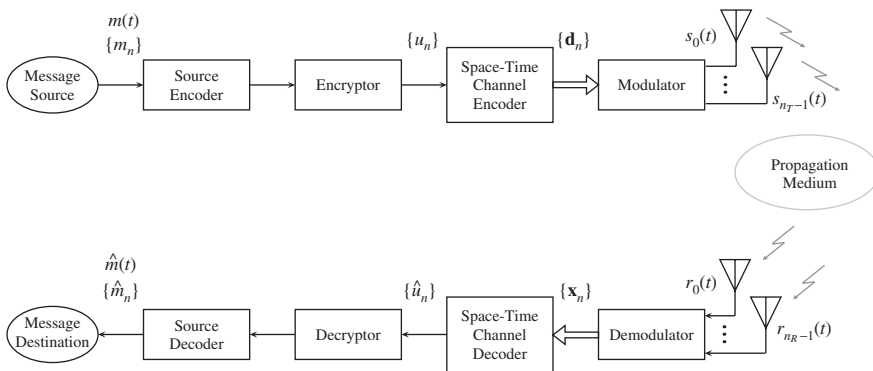 m(t)
{m_n}
{u_n}
{𝐝_n}
s_0(t)
Message
Source
Source
Encoder
Encryptor
Space-Time
Channel
Encoder
Modulator
s_{n_T−1}(t)
Propagation
Medium
m̂(t)
{m̂_n}
{û_n}
{𝐱_n}
r_0(t)
Message
Destination
Source
Decoder
Decryptor
Space-Time
Channel
Decoder
Demodulator
r_{n_R−1}(t)